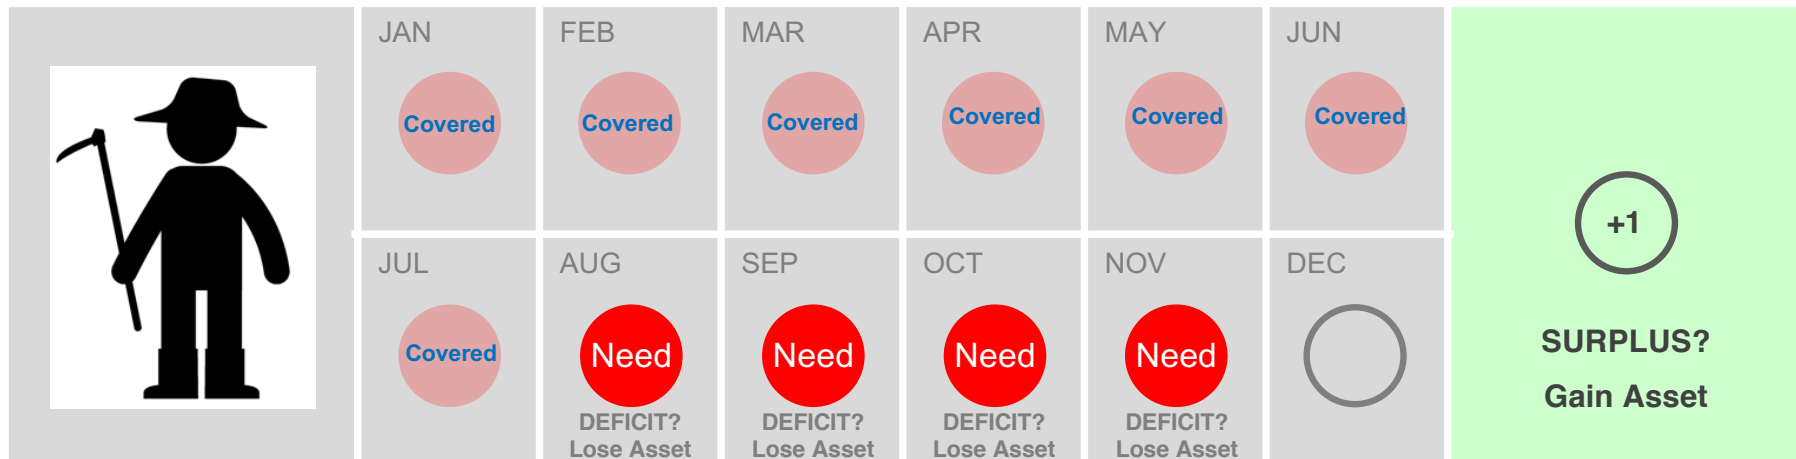 JAN
Covered
FEB
Covered
MAR
Covered
APR
Covered
MAY
Covered
JUN
Covered
JUL
Covered
AUG
Need
DEFICIT?
Lose Asset
SEP
Need
DEFICIT?
Lose Asset
OCT
Need
DEFICIT?
Lose Asset
NOV
Need
DEFICIT?
Lose Asset
DEC
+1
SURPLUS?
Gain Asset